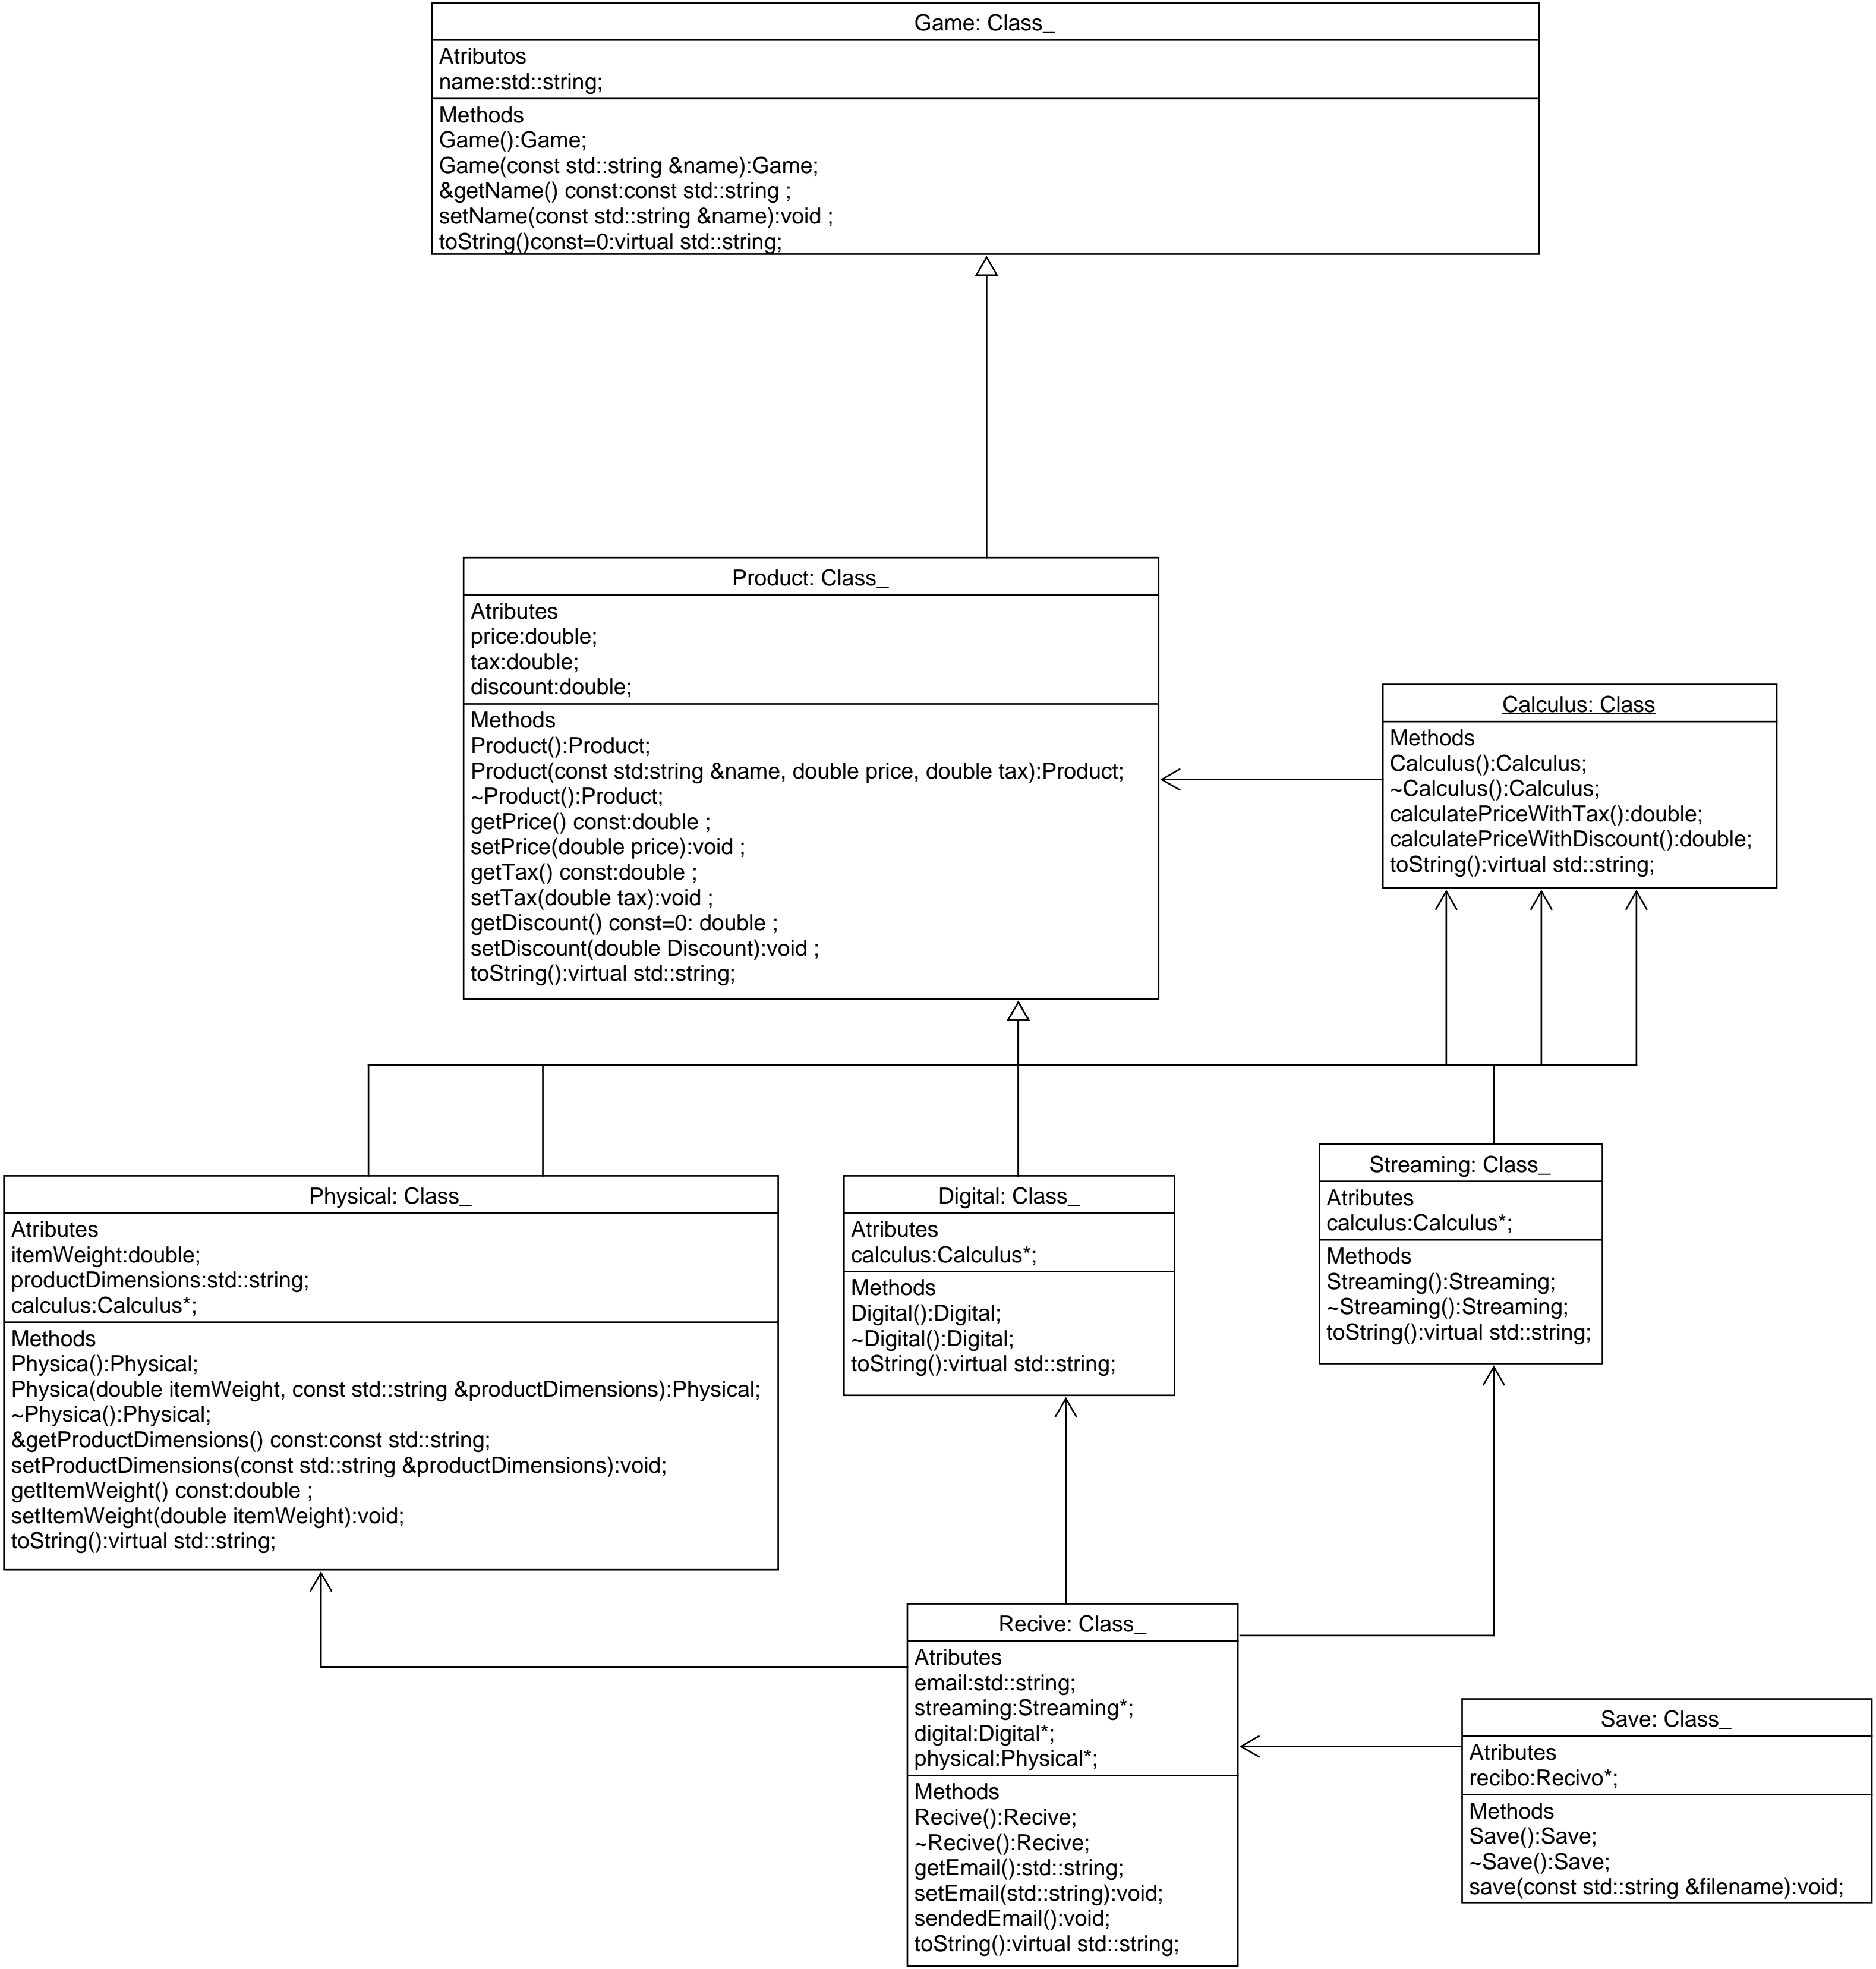 Game: Class_
Atributos
name:std::string;
Methods
Game():Game;
Game(const std::string &name):Game;
&getName() const:const std::string ;
setName(const std::string &name):void ;
toString()const=0:virtual std::string;
Product: Class_
Atributes
price:double;
tax:double;
discount:double;
Methods
Product():Product;
Product(const std:string &name, double price, double tax):Product;
~Product():Product;
getPrice() const:double ;
setPrice(double price):void ;
getTax() const:double ;
setTax(double tax):void ;
getDiscount() const=0: double ;
setDiscount(double Discount):void ;
toString():virtual std::string;
Calculus: Class
Methods
Calculus():Calculus;
~Calculus():Calculus;
calculatePriceWithTax():double;
calculatePriceWithDiscount():double;
toString():virtual std::string;
Physical: Class_
Atributes
itemWeight:double;
productDimensions:std::string;
calculus:Calculus*;
Methods
Physica():Physical;
Physica(double itemWeight, const std::string &productDimensions):Physical;
~Physica():Physical;
&getProductDimensions() const:const std::string;
setProductDimensions(const std::string &productDimensions):void;
getItemWeight() const:double ;
setItemWeight(double itemWeight):void;
toString():virtual std::string;
Digital: Class_
Atributes
calculus:Calculus*;
Methods
Digital():Digital;
~Digital():Digital;
toString():virtual std::string;
Streaming: Class_
Atributes
calculus:Calculus*;
Methods
Streaming():Streaming;
~Streaming():Streaming;
toString():virtual std::string;
Recive: Class_
Atributes
email:std::string;
streaming:Streaming*;
digital:Digital*;
physical:Physical*;
Methods
Recive():Recive;
~Recive():Recive;
getEmail():std::string;
setEmail(std::string):void;
sendedEmail():void;
toString():virtual std::string;
Save: Class_
Atributes
recibo:Recivo*;
Methods
Save():Save;
~Save():Save;
save(const std::string &filename):void;